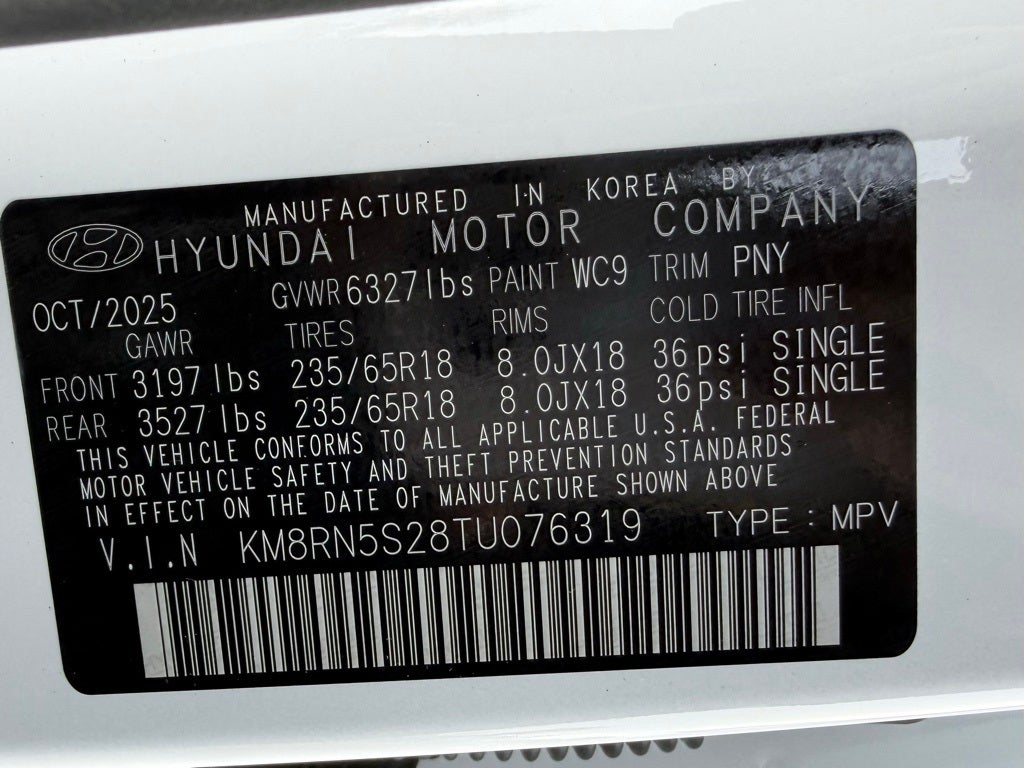 MANUFACTURED IN KOREA BY
HYUNDAI MOTOR COMPANY
OCT/2025 GVWR 6327lbs PAINT WC9 TRIM PNY
GAWR TIRES RIMS COLD TIRE INFL
FRONT 3197lbs 235/65R18 8.0JX18 36psi SINGLE
REAR 3527lbs 235/65R18 8.0JX18 36psi SINGLE
THIS VEHICLE CONFORMS TO ALL APPLICABLE U.S.A. FEDERAL
MOTOR VEHICLE SAFETY AND THEFT PREVENTION STANDARDS
IN EFFECT ON THE DATE OF MANUFACTURE SHOWN ABOVE
V.I.N KM8RN5S28TU076319 TYPE : MPV